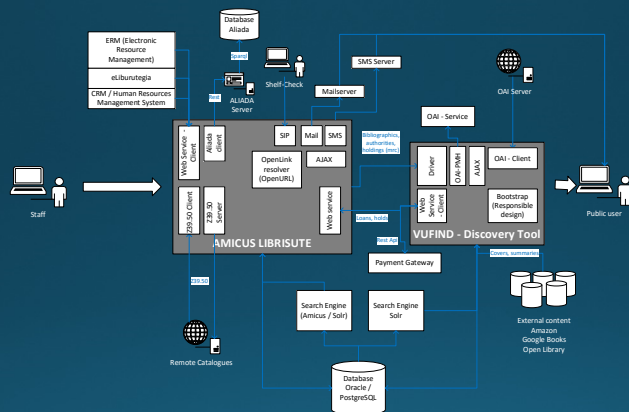 Database
Aliada
ERM (Electronic
Resource
Management)
eLiburutegia
CRM / Human Resources
Management System
Sparql
Rest
ALIADA
Server
Shelf-Check
SMS Server
Mailserver
OAI Server
OAI - Service
Web Service -
Client
Aliada
client
SIP
Mail
SMS
OpenLink
resolver
(OpenURL)
AJAX
Z39.50 Client
Z39.50
Server
Web service
AMICUS LIBRISUITE
Bibliographics,
authorities,
holdings (mrc)
Loans, holds
Rest Api
Driver
OAI-PMH
AJAX
OAI - Client
Web
Service
- Client
Bootstrap
(Responsible
design)
VUFIND - Discovery Tool
Staff
Public user
Payment Gateway
Covers, summaries
Z39.50
Remote Catalogues
Search Engine
(Amicus / Solr)
Search Engine
Solr
External content
Amazon
Google Books
Open Library
Database
Oracle /
PostgreSQL